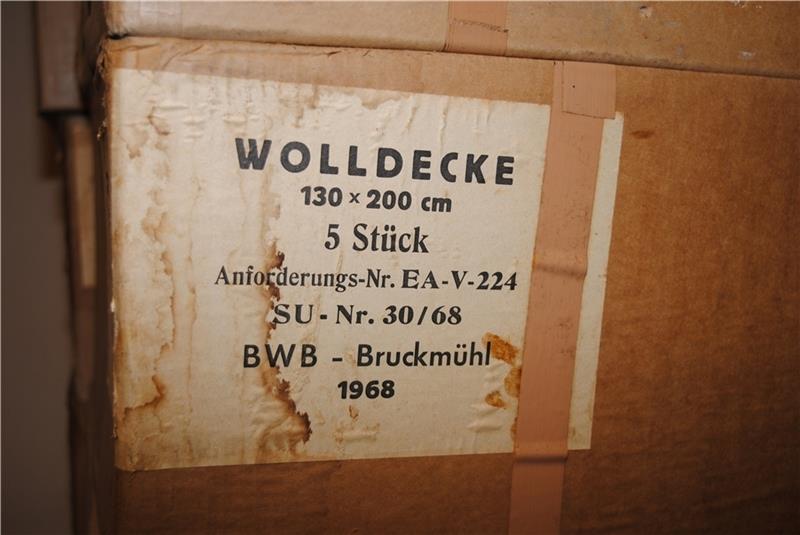 WOLLDECKE
130 x 200 cm
5 Stück
Anforderungs-Nr. EA-V-224
SU - Nr. 30/68
BWB - Bruckmühl
1968